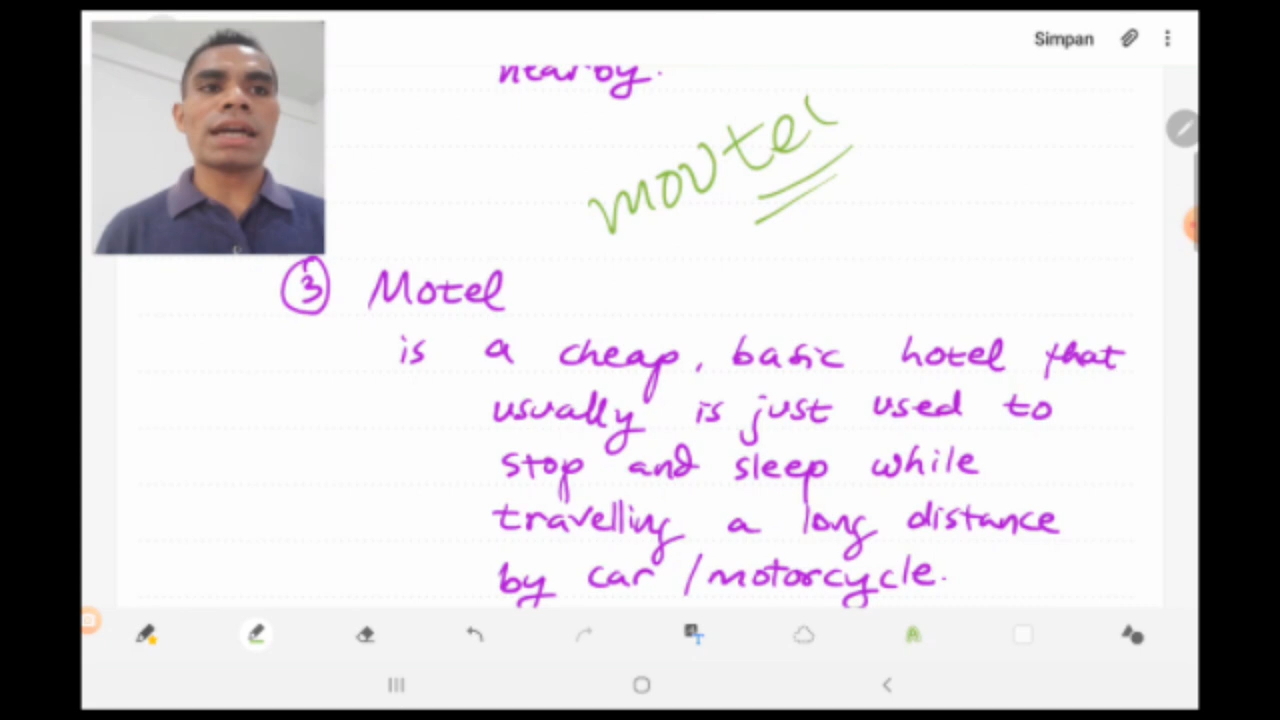 Simpan
nearby.
moutel
3 Motel
is a cheap, basic hotel that
usually is just used to
stop and sleep while
travelling a long distance
by car / motorcycle.